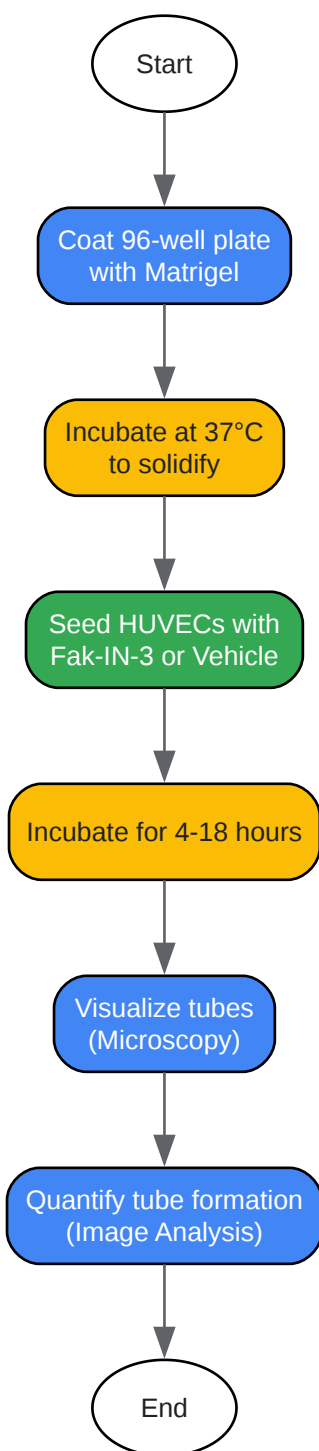 Start
Coat 96-well plate
with Matrigel
Incubate at 37°C
to solidify
Seed HUVECs with
Fak-IN-3 or Vehicle
Incubate for 4-18 hours
Visualize tubes
(Microscopy)
Quantify tube formation
(Image Analysis)
End